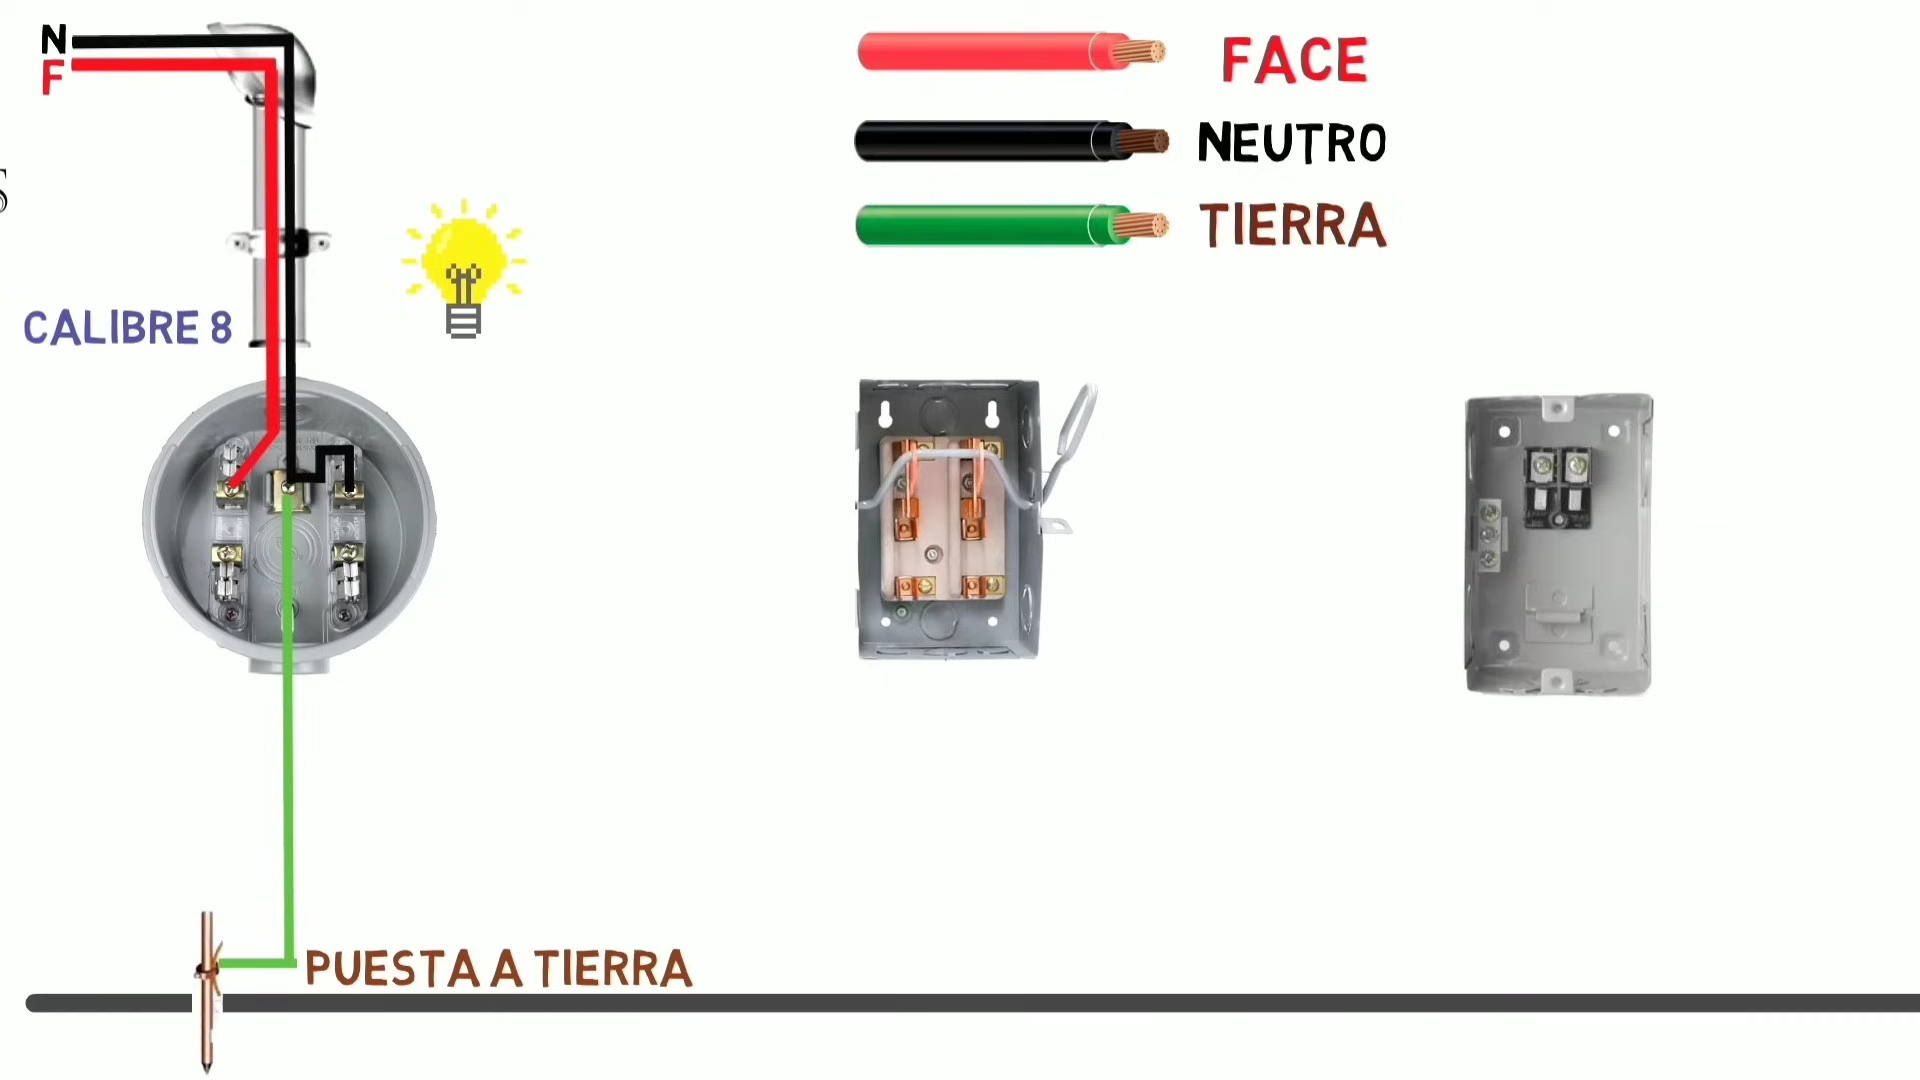 N
F
FACE
NEUTRO
TIERRA
S
CALIBRE 8
PUESTA A TIERRA